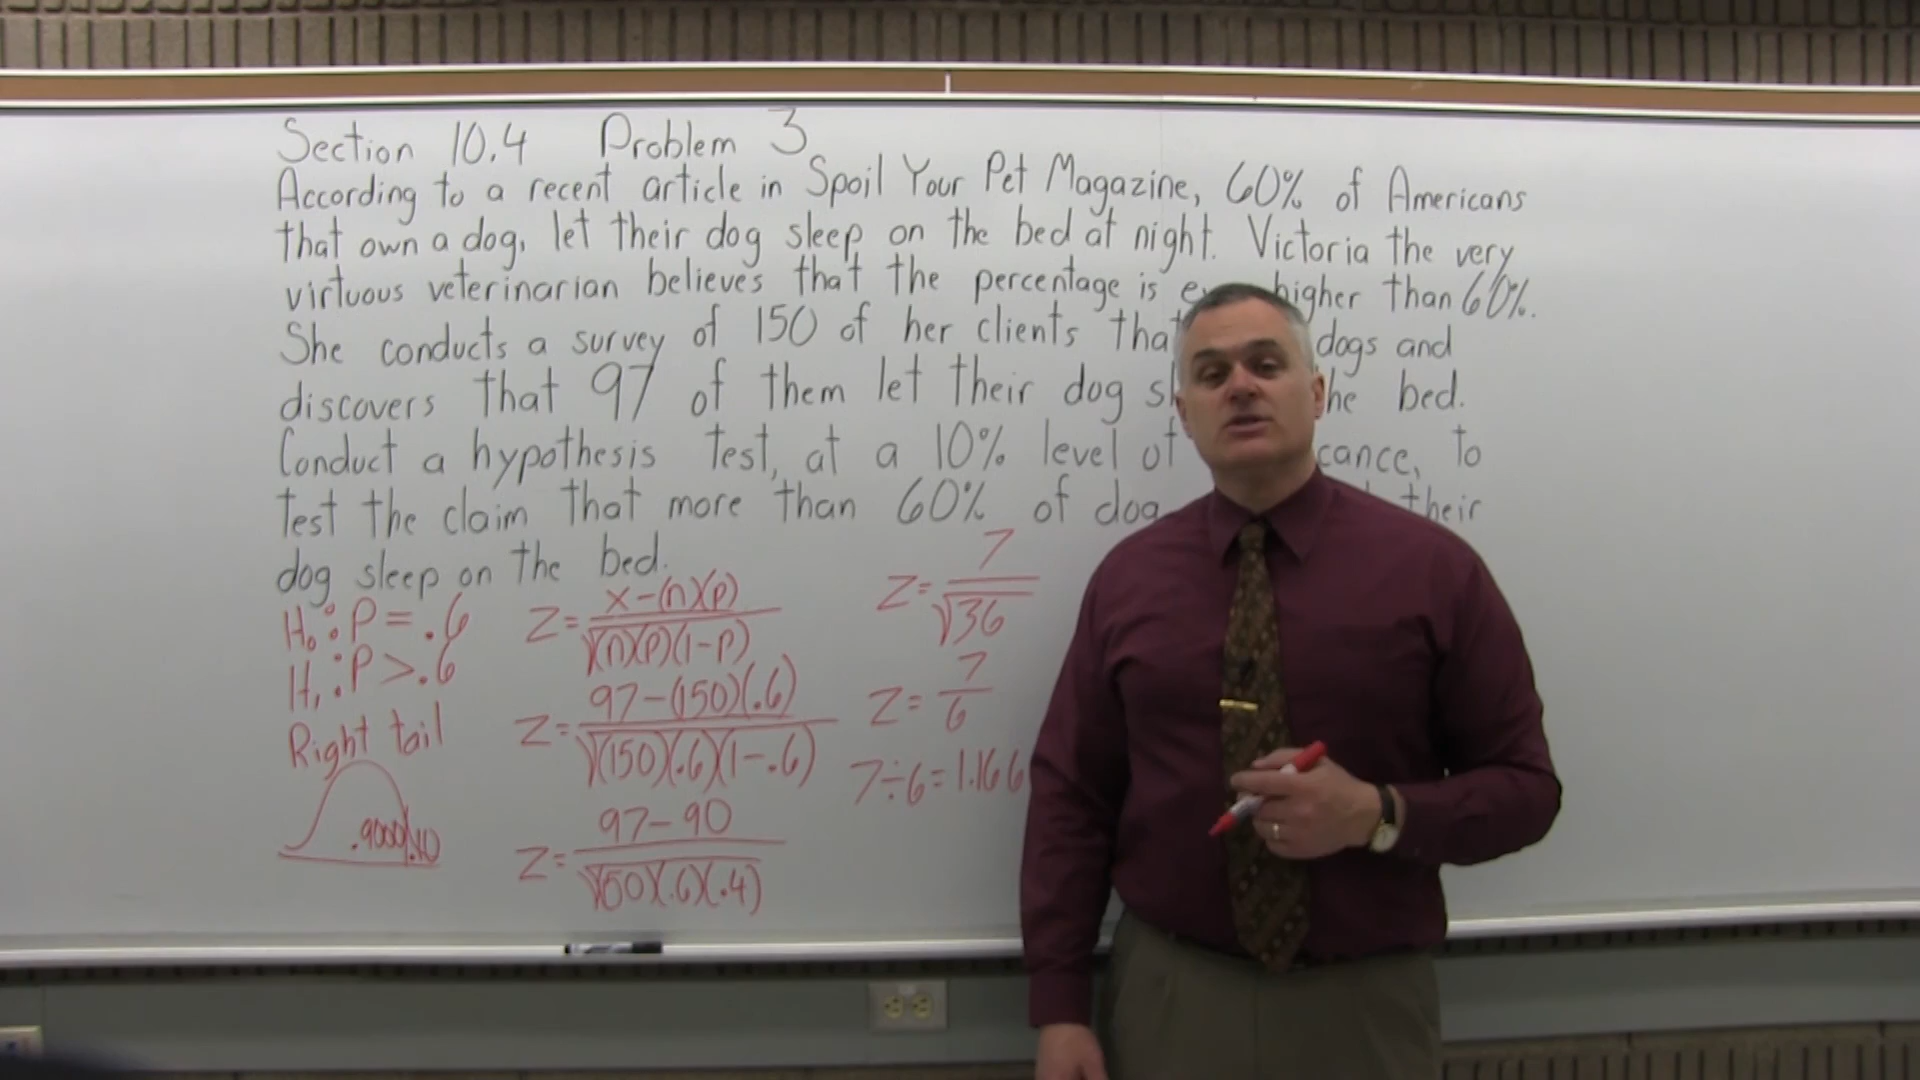 Section 10.4 Problem 3
According to a recent article in Spoil Your Pet Magazine, 60% of Americans
that own a dog, let their dog sleep on the bed at night. Victoria the very
virtuous veterinarian believes that the percentage is higher than 60%.
She conducts a survey of 150 of her clients dogs and
discovers that 97 of them let their dog bed.
Conduct a hypothesis test, at a 10% level of to
test the claim that more than 60% of dog their
dog sleep on the bed.
H₀: P = .6
H₁: P > .6
Right tail
.9000 .10
Z = x-(n)(p) / √(n)(p)(1-p)
Z = 97-(150)(.6) / √(150)(.6)(1-.6)
Z = 97-90 / √(150)(.6)(.4)
Z = 7 / √36
Z = 7/6
7÷6=1.166